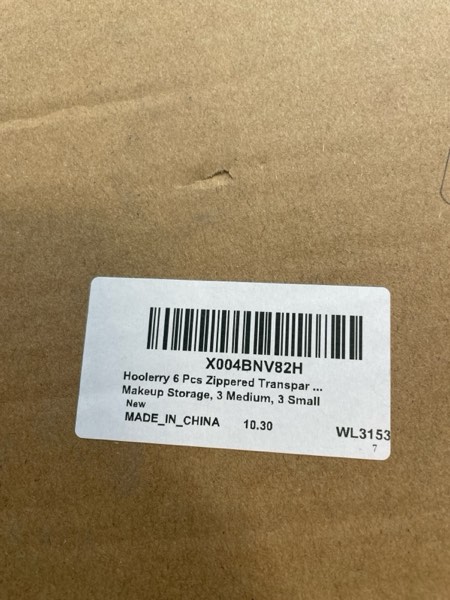 X004BNV82H
Hoolerry 6 Pcs Zippered Transpar ...
Makeup Storage, 3 Medium, 3 Small
New
MADE_IN_CHINA 10.30 WL3153
7